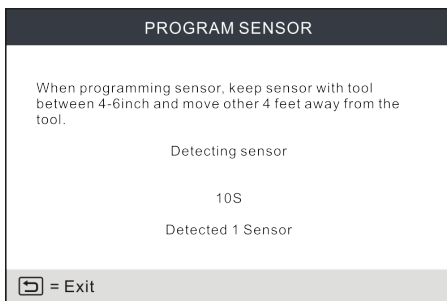 PROGRAM SENSOR
When programming sensor, keep sensor with tool
between 4-6inch and move other 4 feet away from the
tool.
Detecting sensor
10S
Detected 1 Sensor
= Exit